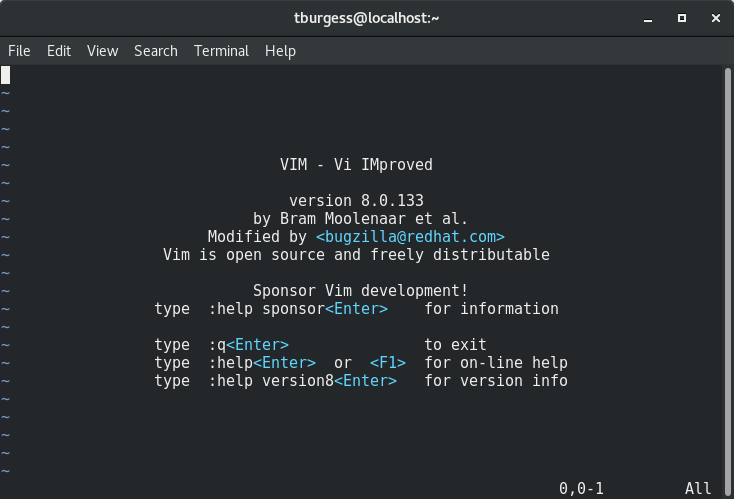 tburgess@localhost:~
File Edit View Search Terminal Help
~
~
~
~
~ VIM - Vi IMproved
~
~ version 8.0.133
~ by Bram Moolenaar et al.
~ Modified by <bugzilla@redhat.com>
~ Vim is open source and freely distributable
~
~ Sponsor Vim development!
~ type :help sponsor<Enter> for information
~
~ type :q<Enter> to exit
~ type :help<Enter> or <F1> for on-line help
~ type :help version8<Enter> for version info
~
~
~
~
~
0,0-1 All